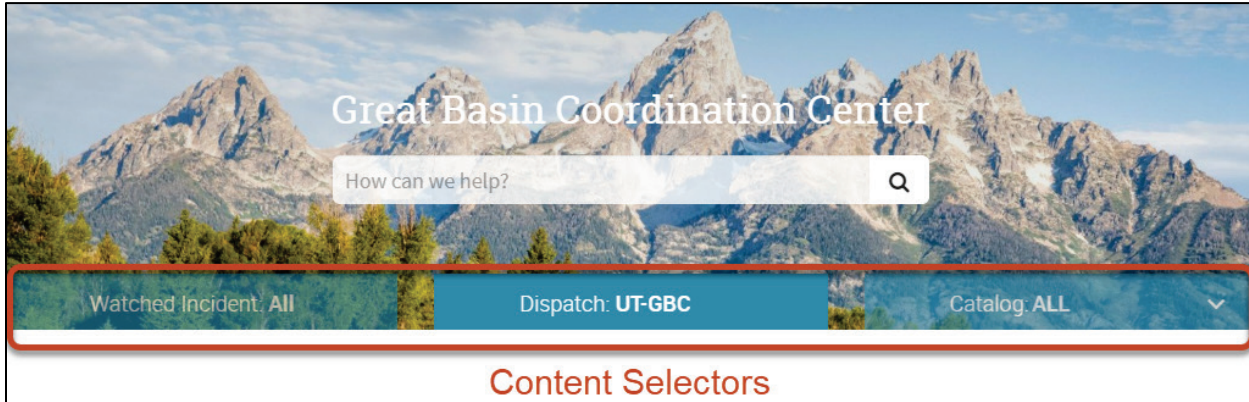 Great Basin Coordination Center
How can we help?
Watched Incident: All
Dispatch: UT-GBC
Catalog: ALL
Content Selectors